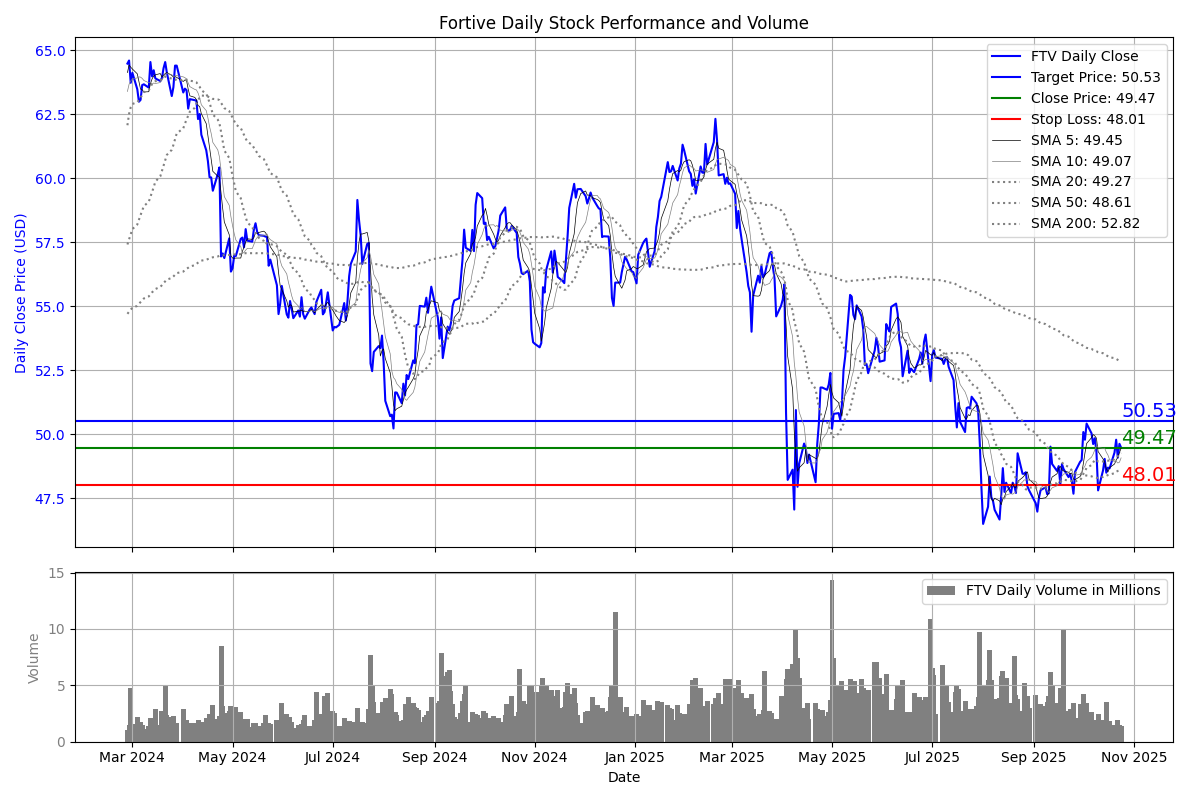 Fortive Daily Stock Performance and Volume
Daily Close Price (USD)
65.0
62.5
60.0
57.5
55.0
52.5
50.0
47.5
FTV Daily Close
Target Price: 50.53
Close Price: 49.47
Stop Loss: 48.01
SMA 5: 49.45
SMA 10: 49.07
SMA 20: 49.27
SMA 50: 48.61
SMA 200: 52.82
50.53
49.47
48.01
Volume
15
10
5
0
FTV Daily Volume in Millions
Mar 2024 May 2024 Jul 2024 Sep 2024 Nov 2024 Jan 2025 Mar 2025 May 2025 Jul 2025 Sep 2025 Nov 2025
Date